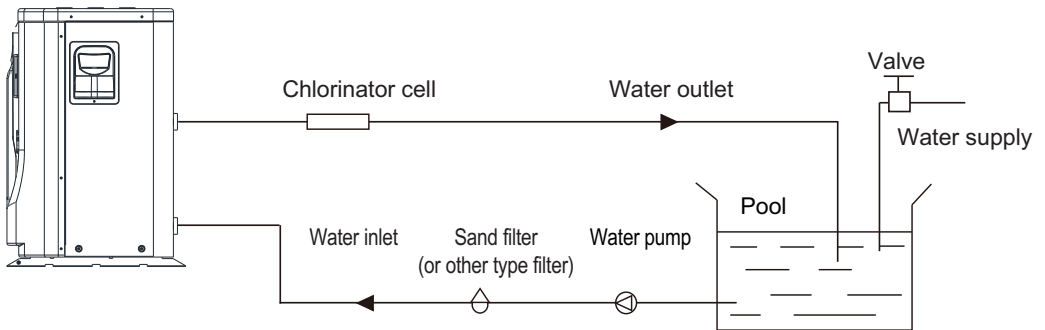 Valve
Chlorinator cell
Water outlet
Water supply
Pool
Water inlet
Sand filter
(or other type filter)
Water pump